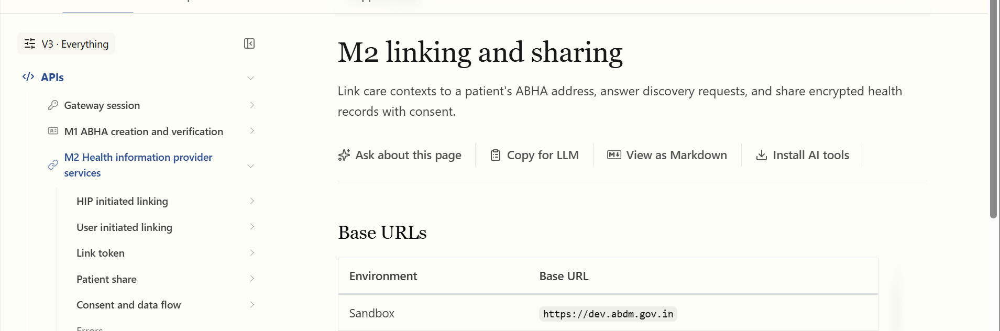 V3 · Everything
APIs
Gateway session
M1 ABHA creation and verification
M2 Health information provider
services
HIP initiated linking
User initiated linking
Link token
Patient share
Consent and data flow
Errors
M2 linking and sharing
Link care contexts to a patient's ABHA address, answer discovery requests, and share encrypted health
records with consent.
Ask about this page
Copy for LLM
View as Markdown
Install AI tools
Base URLs
Environment
Base URL
Sandbox
https://dev.abdm.gov.in